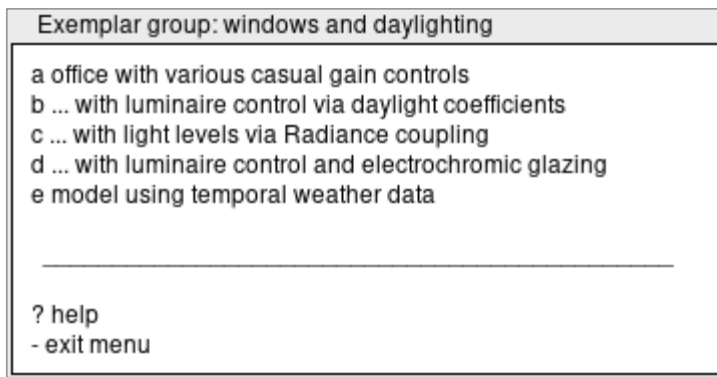 Exemplar group: windows and daylighting
a office with various casual gain controls
b ... with luminaire control via daylight coefficients
c ... with light levels via Radiance coupling
d ... with luminaire control and electrochromic glazing
e model using temporal weather data
? help
- exit menu